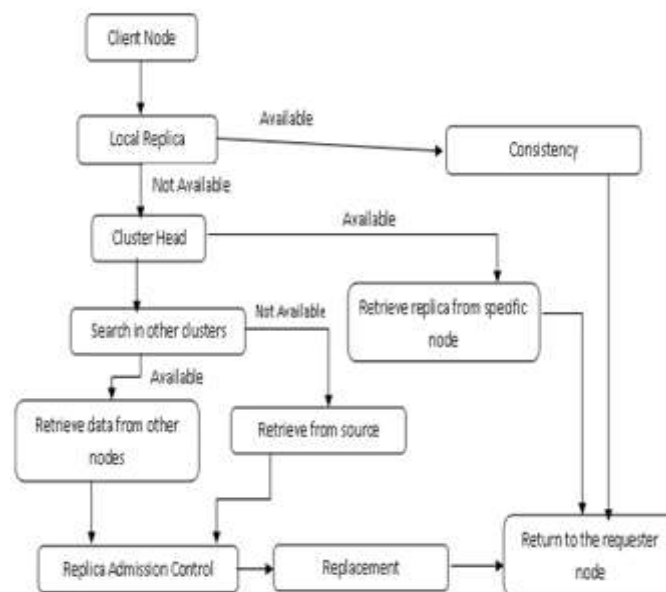 Client Node
Local Replica
Available
Consistency
Not Available
Cluster Head
Available
Search in other clusters
Not Available
Retrieve replica from specific
node
Available
Retrieve data from other
nodes
Retrieve from source
Replica Admission Control
Replacement
Return to the requester
node